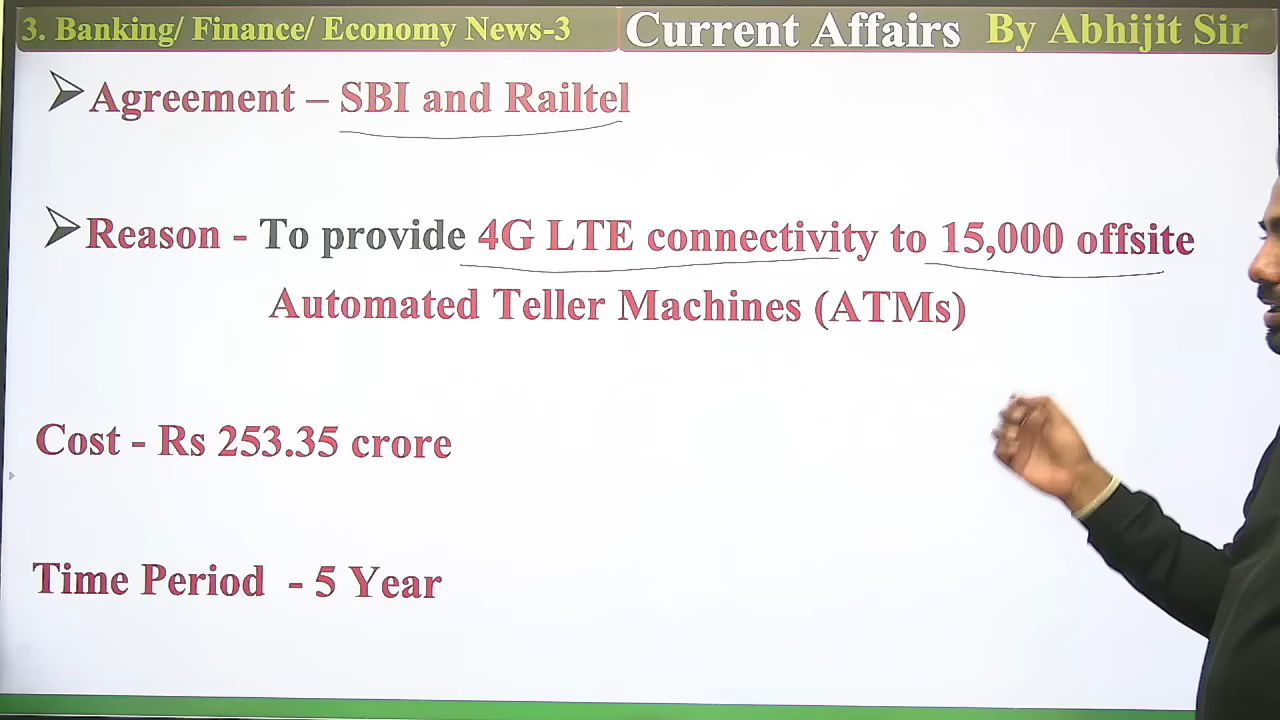 3. Banking/ Finance/ Economy News-3
Current Affairs By Abhijit Sir
Agreement – SBI and Railtel
Reason - To provide 4G LTE connectivity to 15,000 offsite
Automated Teller Machines (ATMs)
Cost - Rs 253.35 crore
Time Period - 5 Year